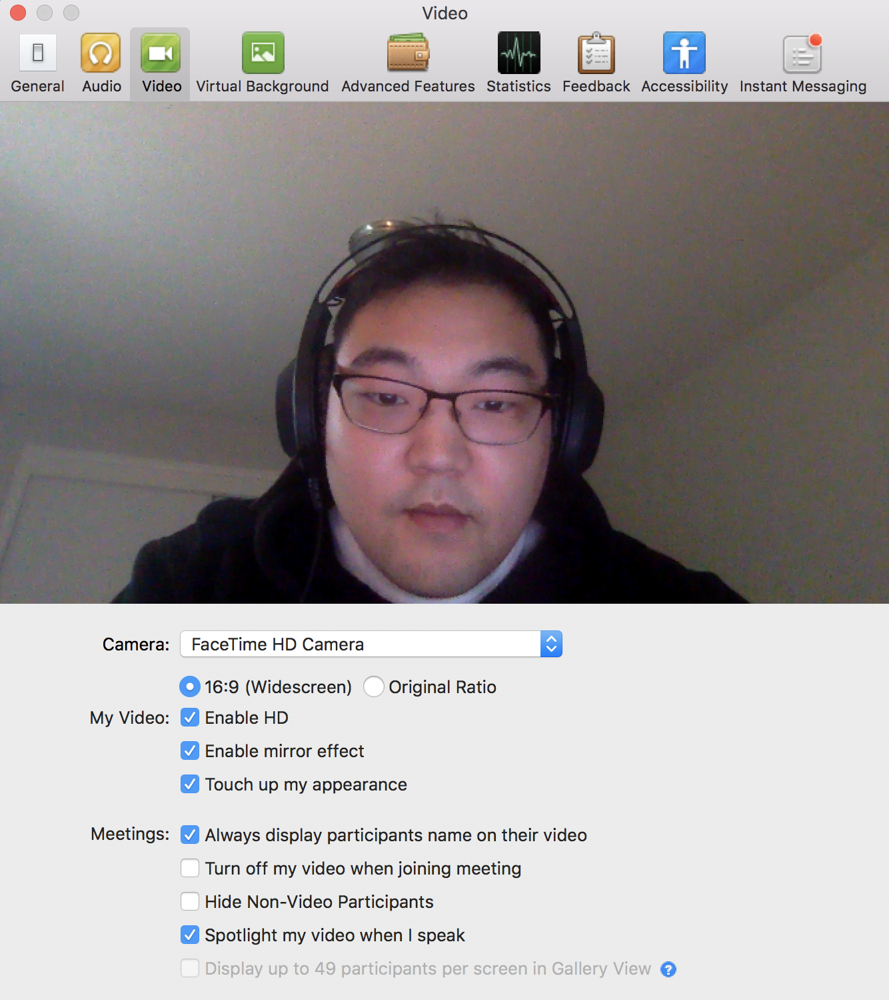 Video
General Audio Video Virtual Background Advanced Features Statistics Feedback Accessibility Instant Messaging
Camera: FaceTime HD Camera
16:9 (Widescreen) Original Ratio
My Video: Enable HD
Enable mirror effect
Touch up my appearance
Meetings: Always display participants name on their video
Turn off my video when joining meeting
Hide Non-Video Participants
Spotlight my video when I speak
Display up to 49 participants per screen in Gallery View ?